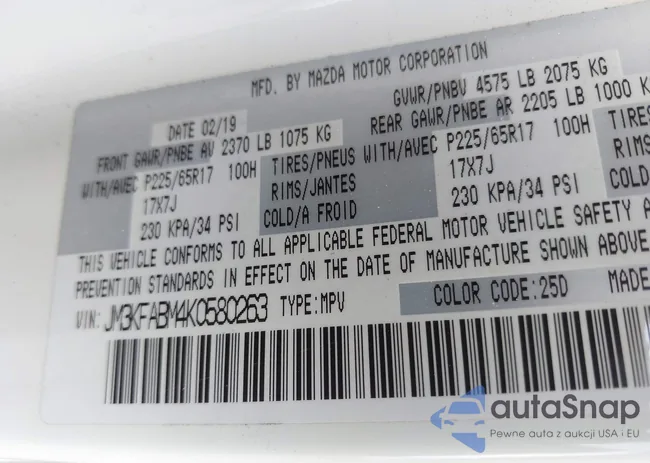 MFD. BY MAZDA MOTOR CORPORATION
DATE 02/19 GVWR/PNBV 4575 LB 2075 KG
FRONT GAWR/PNBE AV 2370 LB 1075 KG REAR GAWR/PNBE AR 2205 LB 1000 K
WITH/AVEC P225/65R17 100H TIRES/PNEUS WITH/AVEC P225/65R17 100H TIRES
17X7J RIMS/JANTES 17X7J RIMS
230 KPA/34 PSI COLD/A FROID 230 KPA/34 PSI COLD
THIS VEHICLE CONFORMS TO ALL APPLICABLE FEDERAL MOTOR VEHICLE SAFETY A
PREVENTION STANDARDS IN EFFECT ON THE DATE OF MANUFACTURE SHOWN ABOVE.
VIN: JM3KFABM4K0580263 TYPE:MPV COLOR CODE:25D MADE
autaSnap
Pewne auta z aukcji USA i EU